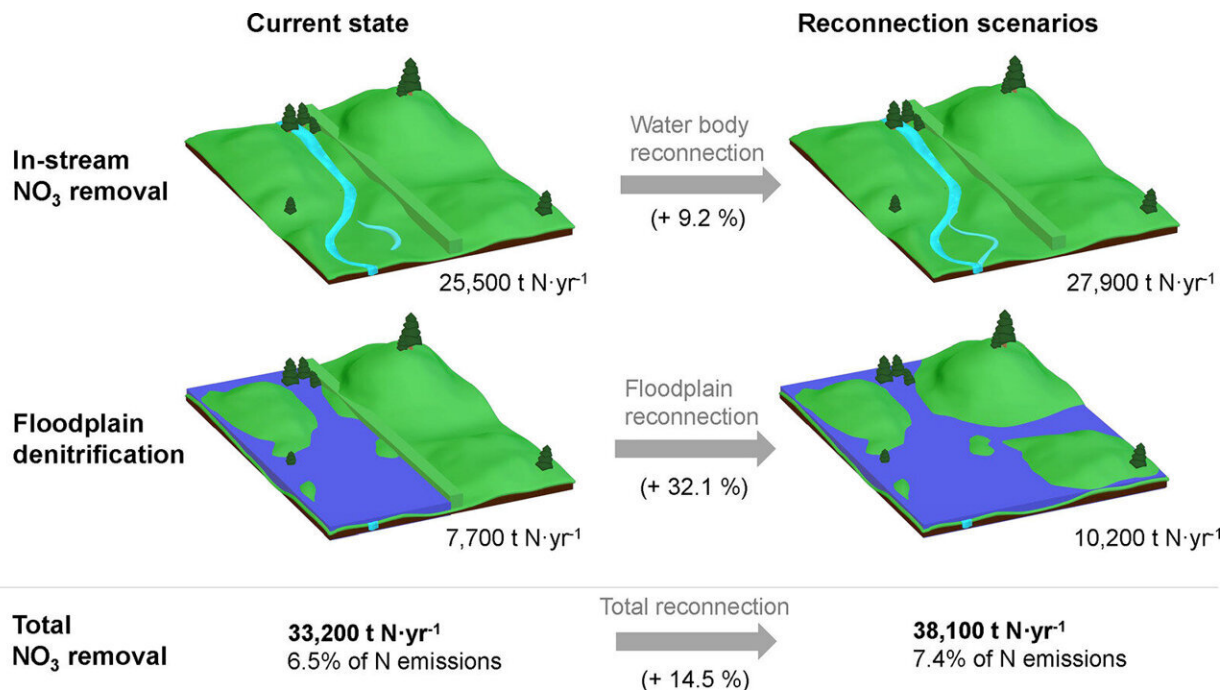 Current state
Reconnection scenarios
In-stream
NO₃ removal
Water body
reconnection
(+ 9.2 %)
25,500 t N·yr⁻¹
27,900 t N·yr⁻¹
Floodplain
denitrification
Floodplain
reconnection
(+ 32.1 %)
7,700 t N·yr⁻¹
10,200 t N·yr⁻¹
Total
NO₃ removal
33,200 t N·yr⁻¹
6.5% of N emissions
Total reconnection
(+ 14.5 %)
38,100 t N·yr⁻¹
7.4% of N emissions